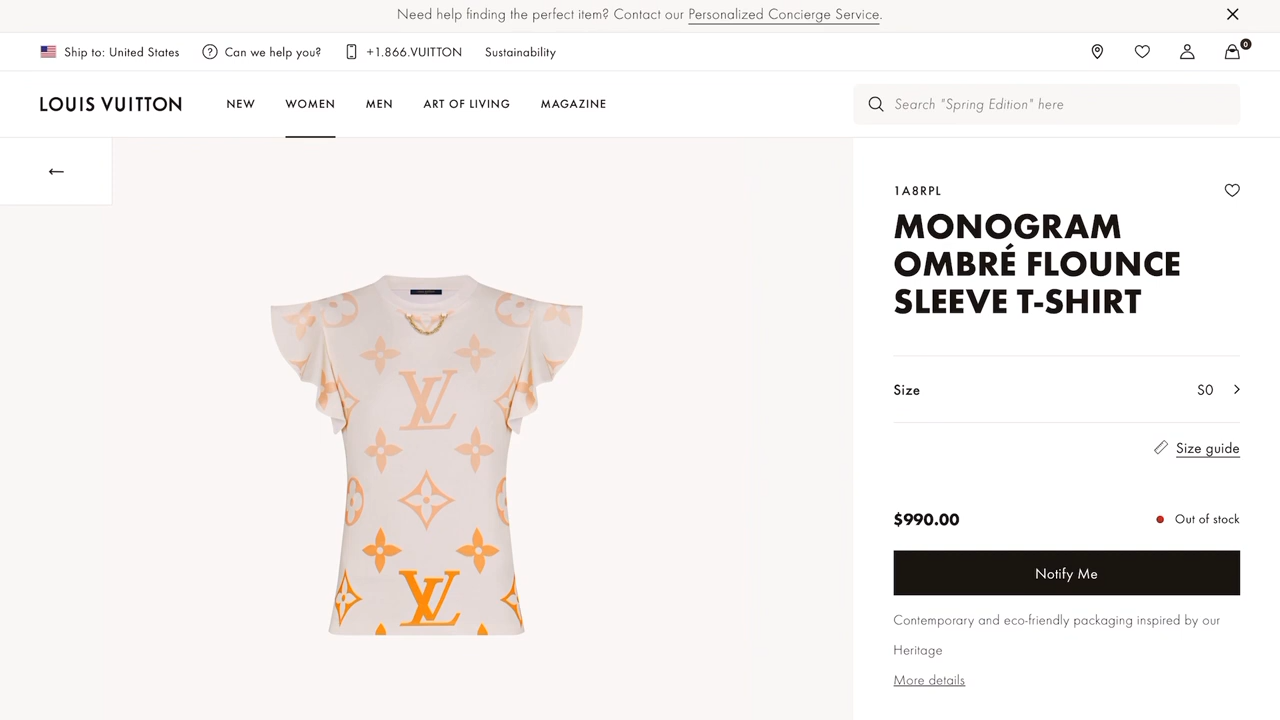 Need help finding the perfect item? Contact our Personalized Concierge Service.
Ship to: United States
Can we help you?
+1.866.VUITTON
Sustainability
0
LOUIS VUITTON
NEW
WOMEN
MEN
ART OF LIVING
MAGAZINE
Search "Spring Edition" here
1A8RPL
MONOGRAM
OMBRÉ FLOUNCE
SLEEVE T-SHIRT
Size
S0
Size guide
$990.00
Out of stock
Notify Me
Contemporary and eco-friendly packaging inspired by our
Heritage
More details
LV
LV